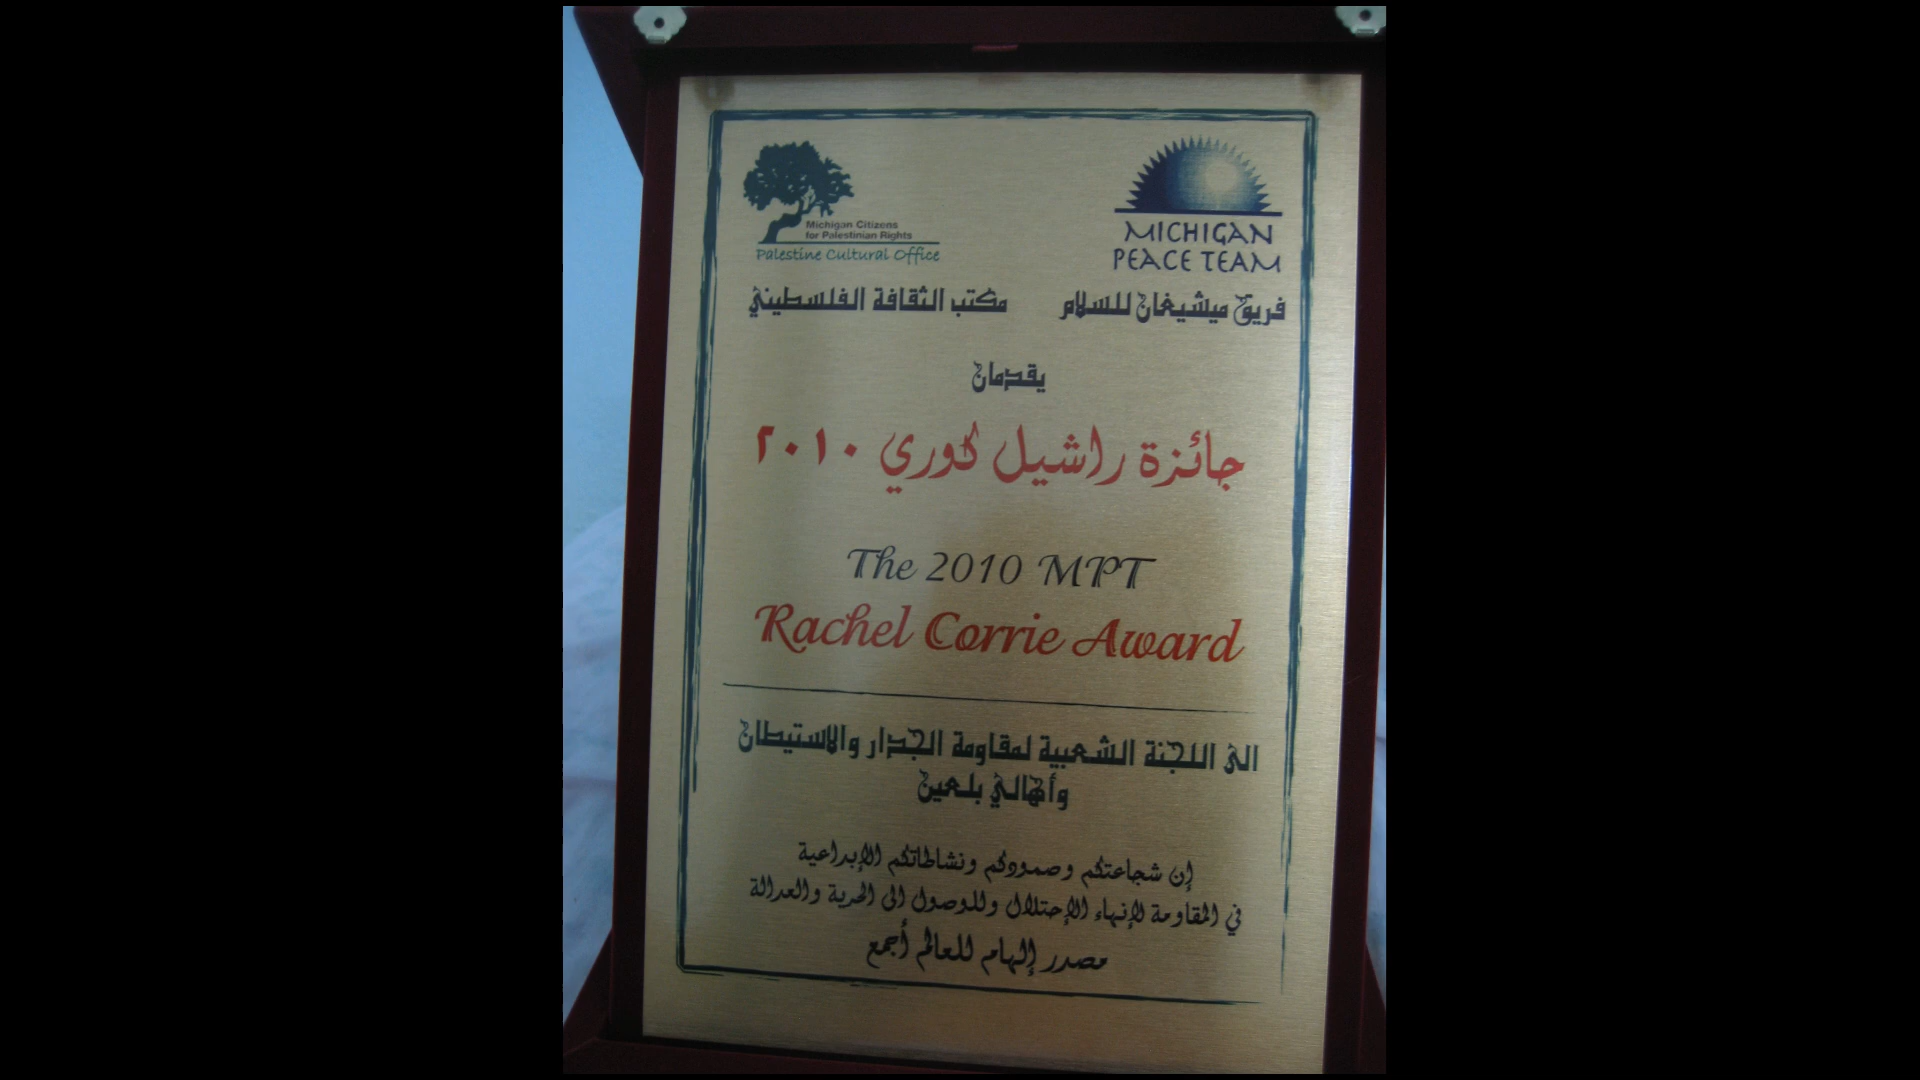 Michigan Citizens
for Palestinian Rights
Palestine Cultural Office
MICHIGAN
PEACE TEAM
فريق ميشيغان للسلام
مكتب الثقافة الفلسطيني
يقدمان
جائزة راشيل كوري ٢٠١٠
The 2010 MPT
Rachel Corrie Award
الى اللجنة الشعبية لمقاومة الجدار والاستيطان
وأهالي بلعين
إن شجاعتكم وصمودكم ونشاطاتكم الإبداعية
في المقاومة لإنهاء الإحتلال وللوصول الى الحرية والعدالة
مصدر إلهام للعالم أجمع